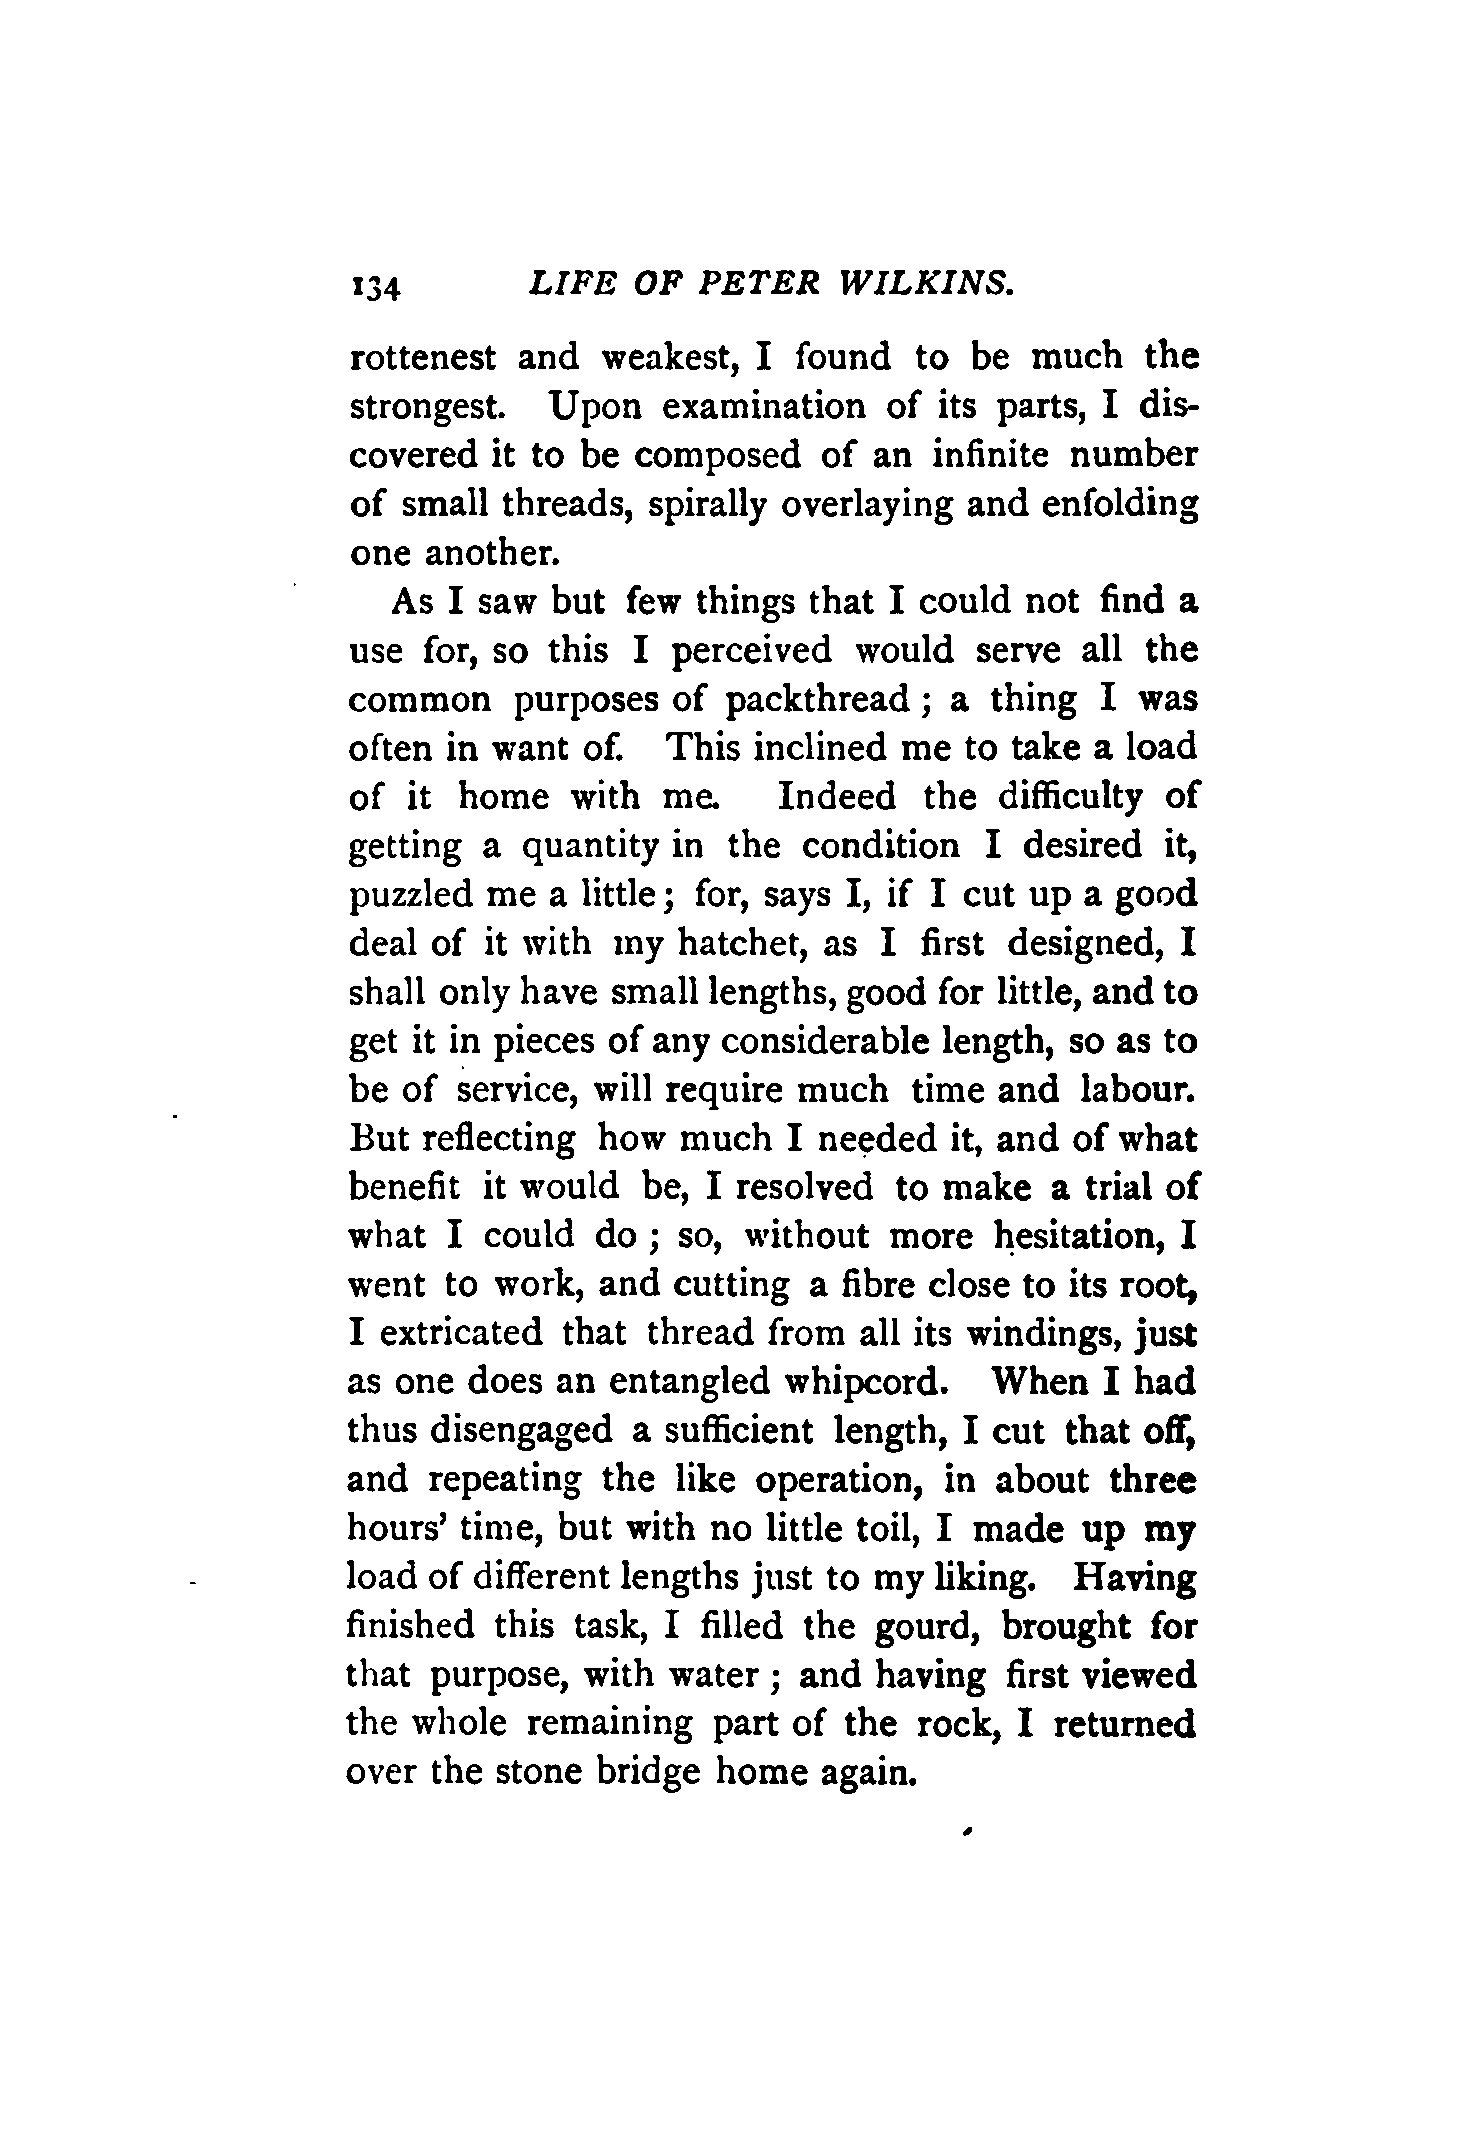 134 LIFE OF PETER WILKINS.
rottenest and weakest, I found to be much the
strongest. Upon examination of its parts, I dis-
covered it to be composed of an infinite number
of small threads, spirally overlaying and enfolding
one another.
As I saw but few things that I could not find a
use for, so this I perceived would serve all the
common purposes of packthread ; a thing I was
often in want of. This inclined me to take a load
of it home with me. Indeed the difficulty of
getting a quantity in the condition I desired it,
puzzled me a little ; for, says I, if I cut up a good
deal of it with my hatchet, as I first designed, I
shall only have small lengths, good for little, and to
get it in pieces of any considerable length, so as to
be of service, will require much time and labour.
But reflecting how much I needed it, and of what
benefit it would be, I resolved to make a trial of
what I could do ; so, without more hesitation, I
went to work, and cutting a fibre close to its root,
I extricated that thread from all its windings, just
as one does an entangled whipcord. When I had
thus disengaged a sufficient length, I cut that off,
and repeating the like operation, in about three
hours' time, but with no little toil, I made up my
load of different lengths just to my liking. Having
finished this task, I filled the gourd, brought for
that purpose, with water ; and having first viewed
the whole remaining part of the rock, I returned
over the stone bridge home again.